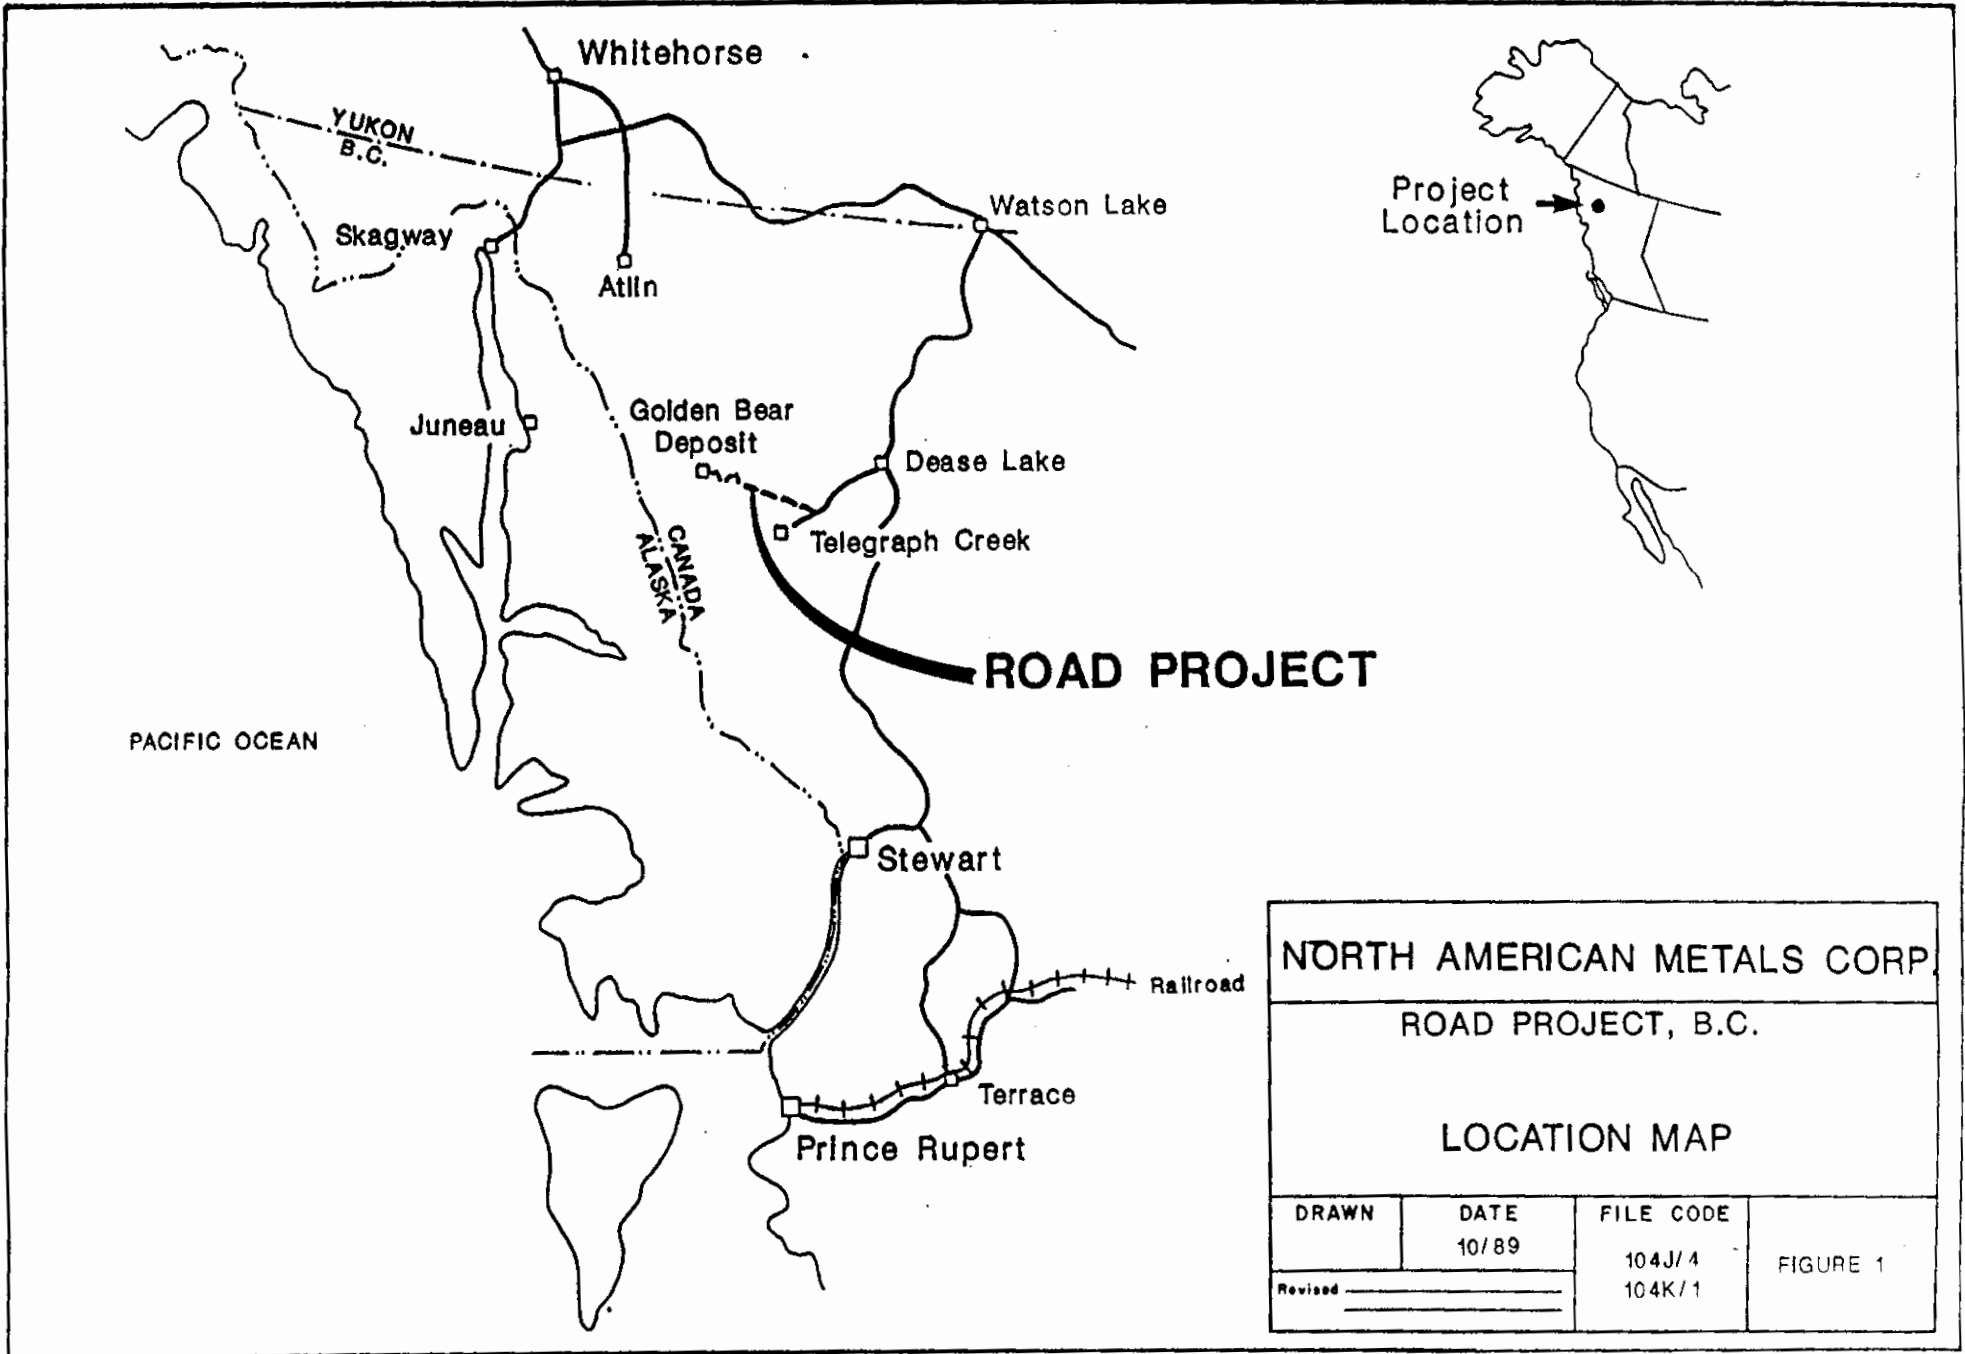 Whitehorse
YUKON
B.C.
Skagway
Atlin
Watson Lake
Project
Location
Juneau
Golden Bear
Deposit
Dease Lake
Telegraph Creek
CANADA
ALASKA
ROAD PROJECT
PACIFIC OCEAN
Stewart
Railroad
Terrace
Prince Rupert
NORTH AMERICAN METALS CORP.
ROAD PROJECT, B.C.
LOCATION MAP
DRAWN
DATE
10/89
FILE CODE
104J/4
104K/1
FIGURE 1
Revised